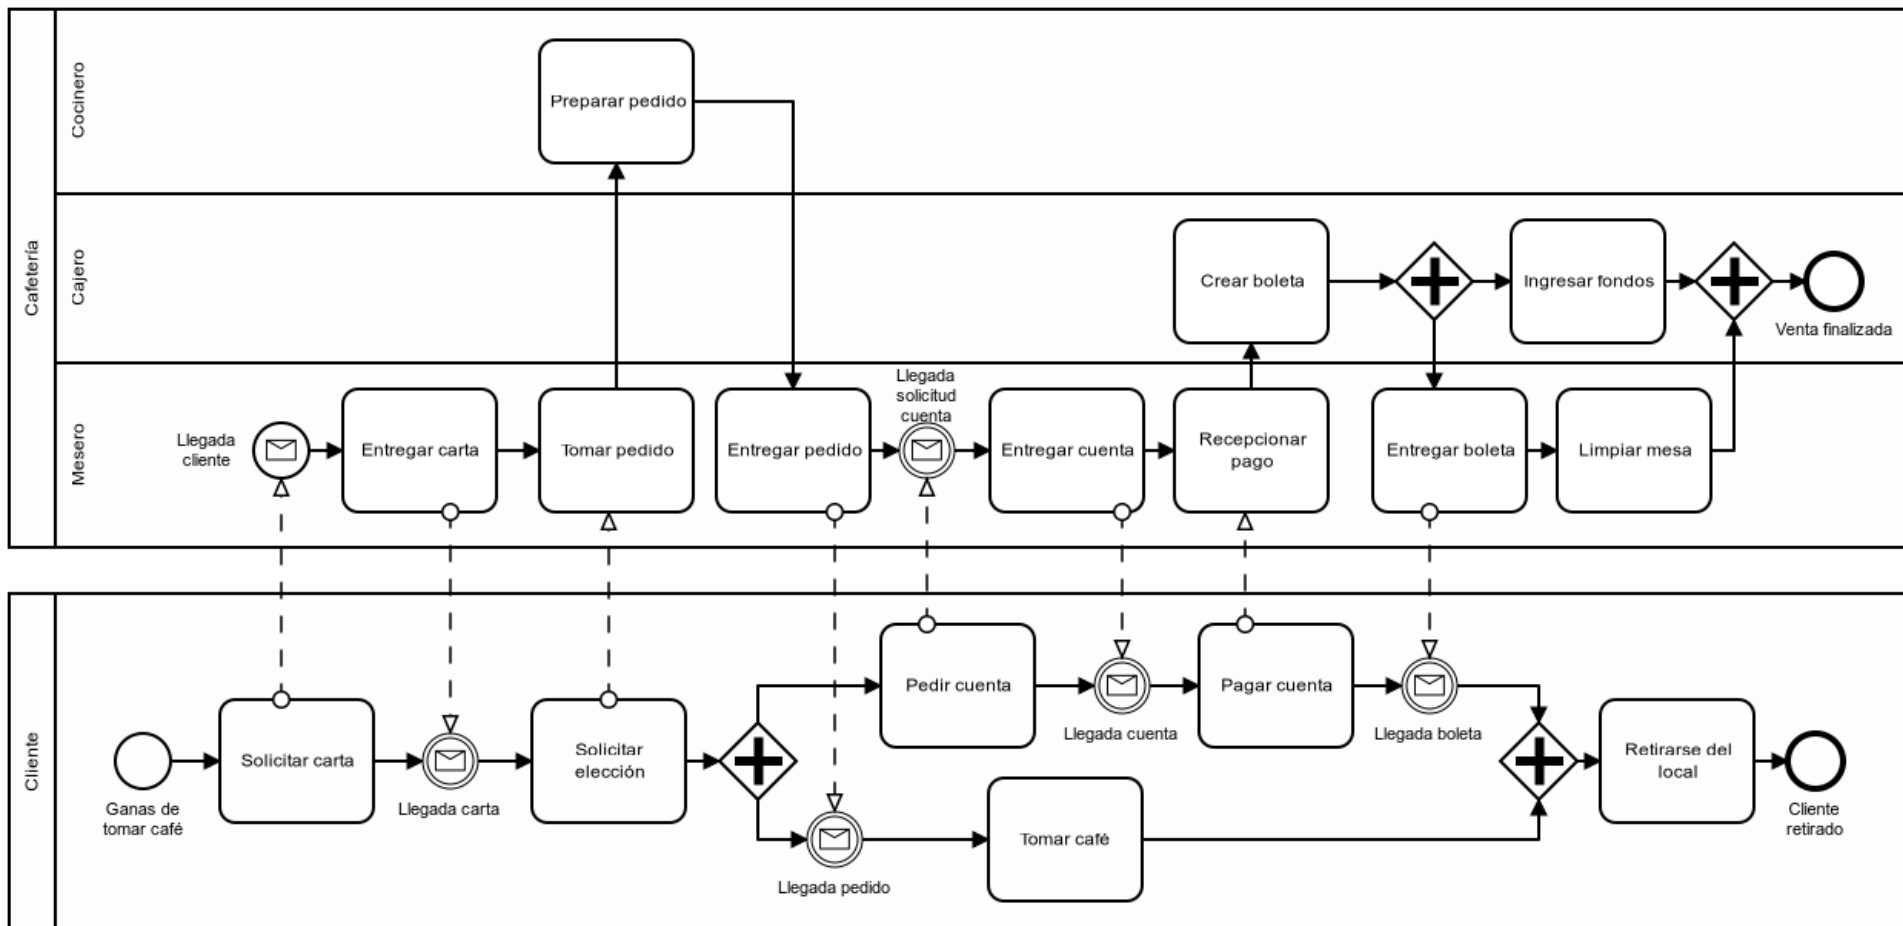 Cafetería
Cocinero
Preparar pedido
Cajero
Crear boleta
Ingresar fondos
Venta finalizada
Mesero
Llegada
cliente
Entregar carta
Tomar pedido
Entregar pedido
Llegada
solicitud
cuenta
Entregar cuenta
Recepcionar
pago
Entregar boleta
Limpiar mesa
Cliente
Ganas de
tomar café
Solicitar carta
Llegada carta
Solicitar
elección
Pedir cuenta
Llegada cuenta
Pagar cuenta
Llegada boleta
Llegada pedido
Tomar café
Retirarse del
local
Cliente
retirado